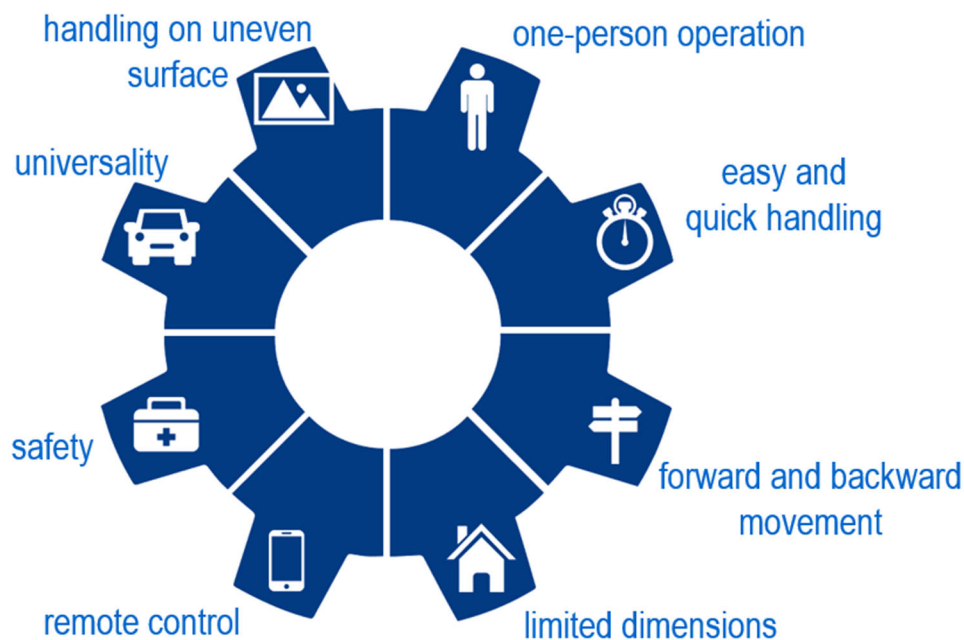 handling on uneven
surface
one-person operation
universality
easy and
quick handling
safety
forward and backward
movement
remote control
limited dimensions